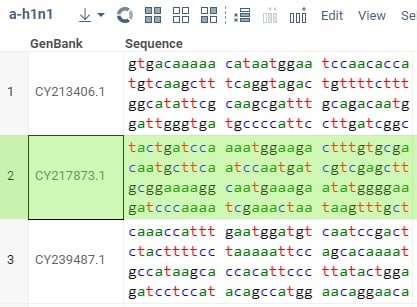 a-h1n1 Edit View Se
GenBank Sequence
1 CY213406.1
gtgacaaaaa cataatggaa tccaacacca
tgtcaagctt tcaggtagac tgttttcttt
ggcatattcg caagcgattt gcagacaatg
gattgggtga tgccccattc cttgatcggc
2 CY217873.1
tactgatcca aaatggaaga ctttgtgcga
caatgcttca atccaatgat cgtcgagctt
gcggaaaagg caatgaaaga atatggggaa
gatcccaaaa tcgaaactaa taagtttgct
3 CY239487.1
caaaccattt gaatggatgt caatccgact
ctacttttcc taaaaattcc agcacaaaat
gccataagca ccacattccc ttatactgga
gatcctccat acagccatgg aacaggaaca